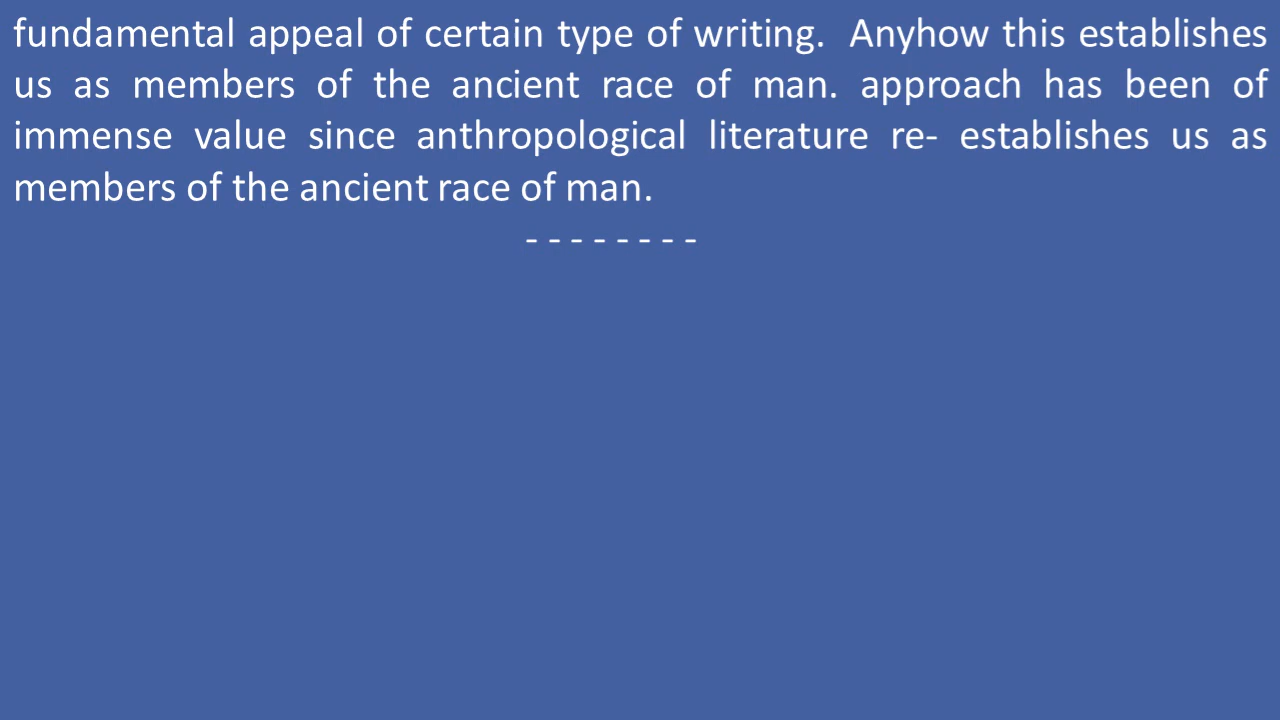 fundamental appeal of certain type of writing.  Anyhow this establishes
us as members of the ancient race of man. approach has been of
immense value since anthropological literature re- establishes us as
members of the ancient race of man.
- - - - - - - -